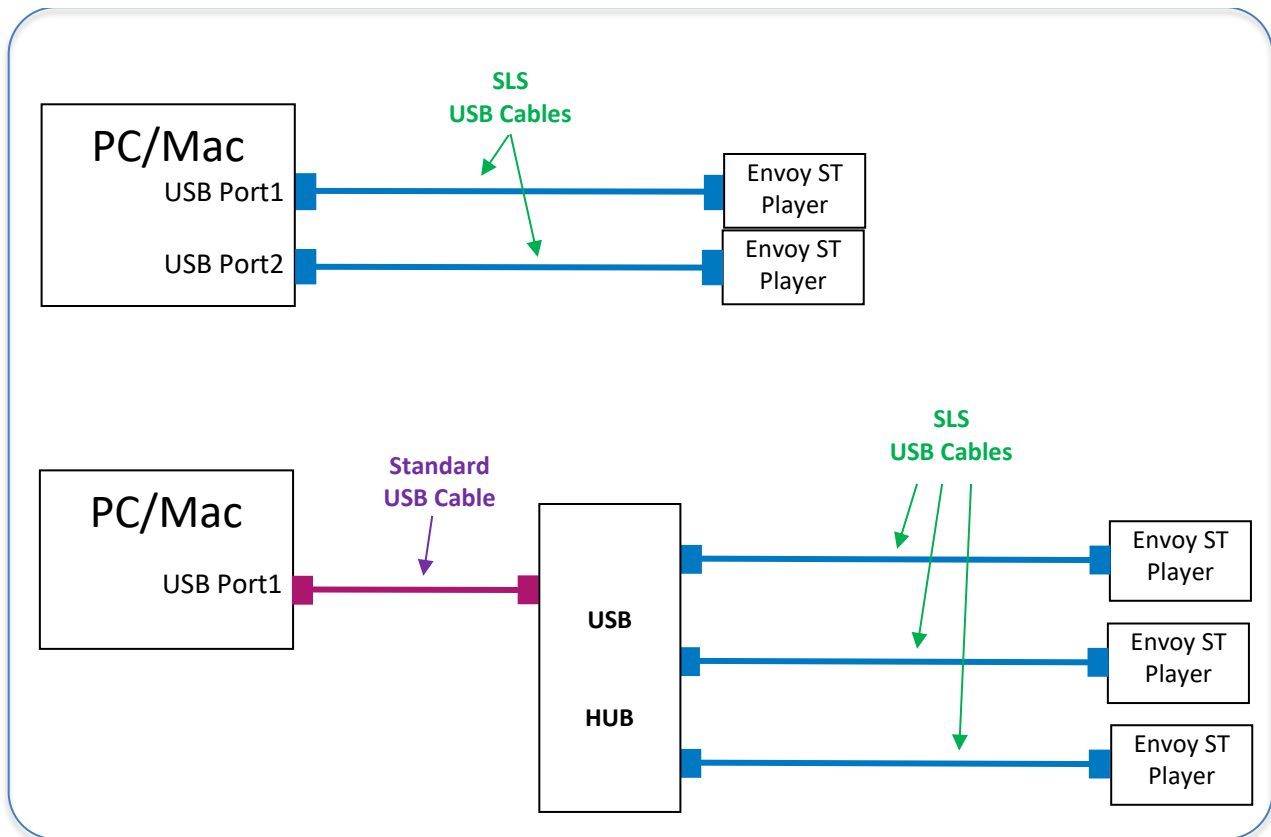 SLS
USB Cables
PC/Mac
USB Port1
USB Port2
Envoy ST
Player
Envoy ST
Player
SLS
USB Cables
Standard
USB Cable
PC/Mac
USB Port1
USB
HUB
Envoy ST
Player
Envoy ST
Player
Envoy ST
Player